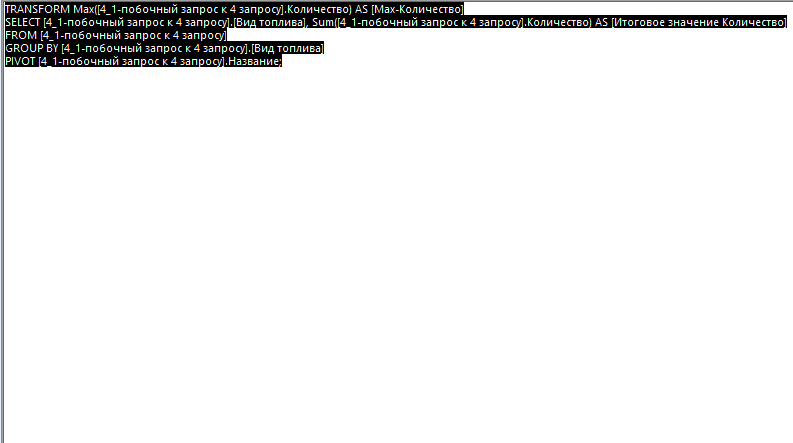 TRANSFORM Max([4_1-побочный запрос к 4 запросу].Количество) AS [Max-Количество]
SELECT [4_1-побочный запрос к 4 запросу].[Вид топлива], Sum([4_1-побочный запрос к 4 запросу].Количество) AS [Итоговое значение Количество]
FROM [4_1-побочный запрос к 4 запросу]
GROUP BY [4_1-побочный запрос к 4 запросу].[Вид топлива]
PIVOT [4_1-побочный запрос к 4 запросу].Название;